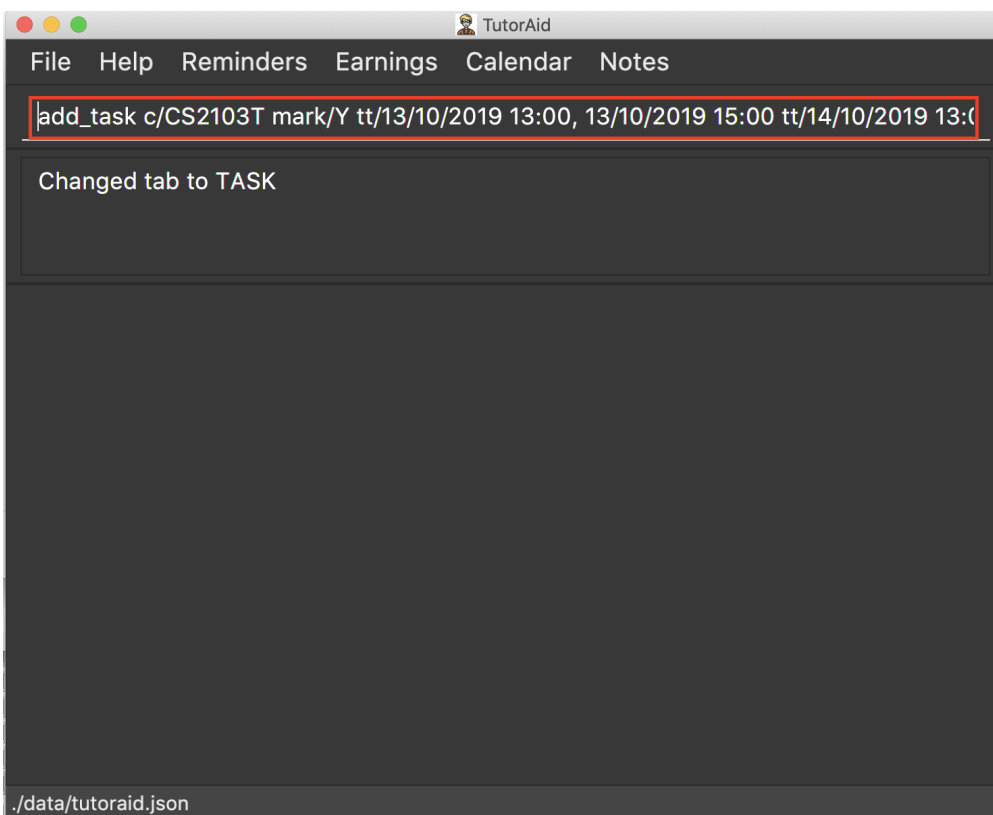 TutorAid
File Help Reminders Earnings Calendar Notes
add_task c/CS2103T mark/Y tt/13/10/2019 13:00, 13/10/2019 15:00 tt/14/10/2019 13:
Changed tab to TASK
./data/tutoraid.json